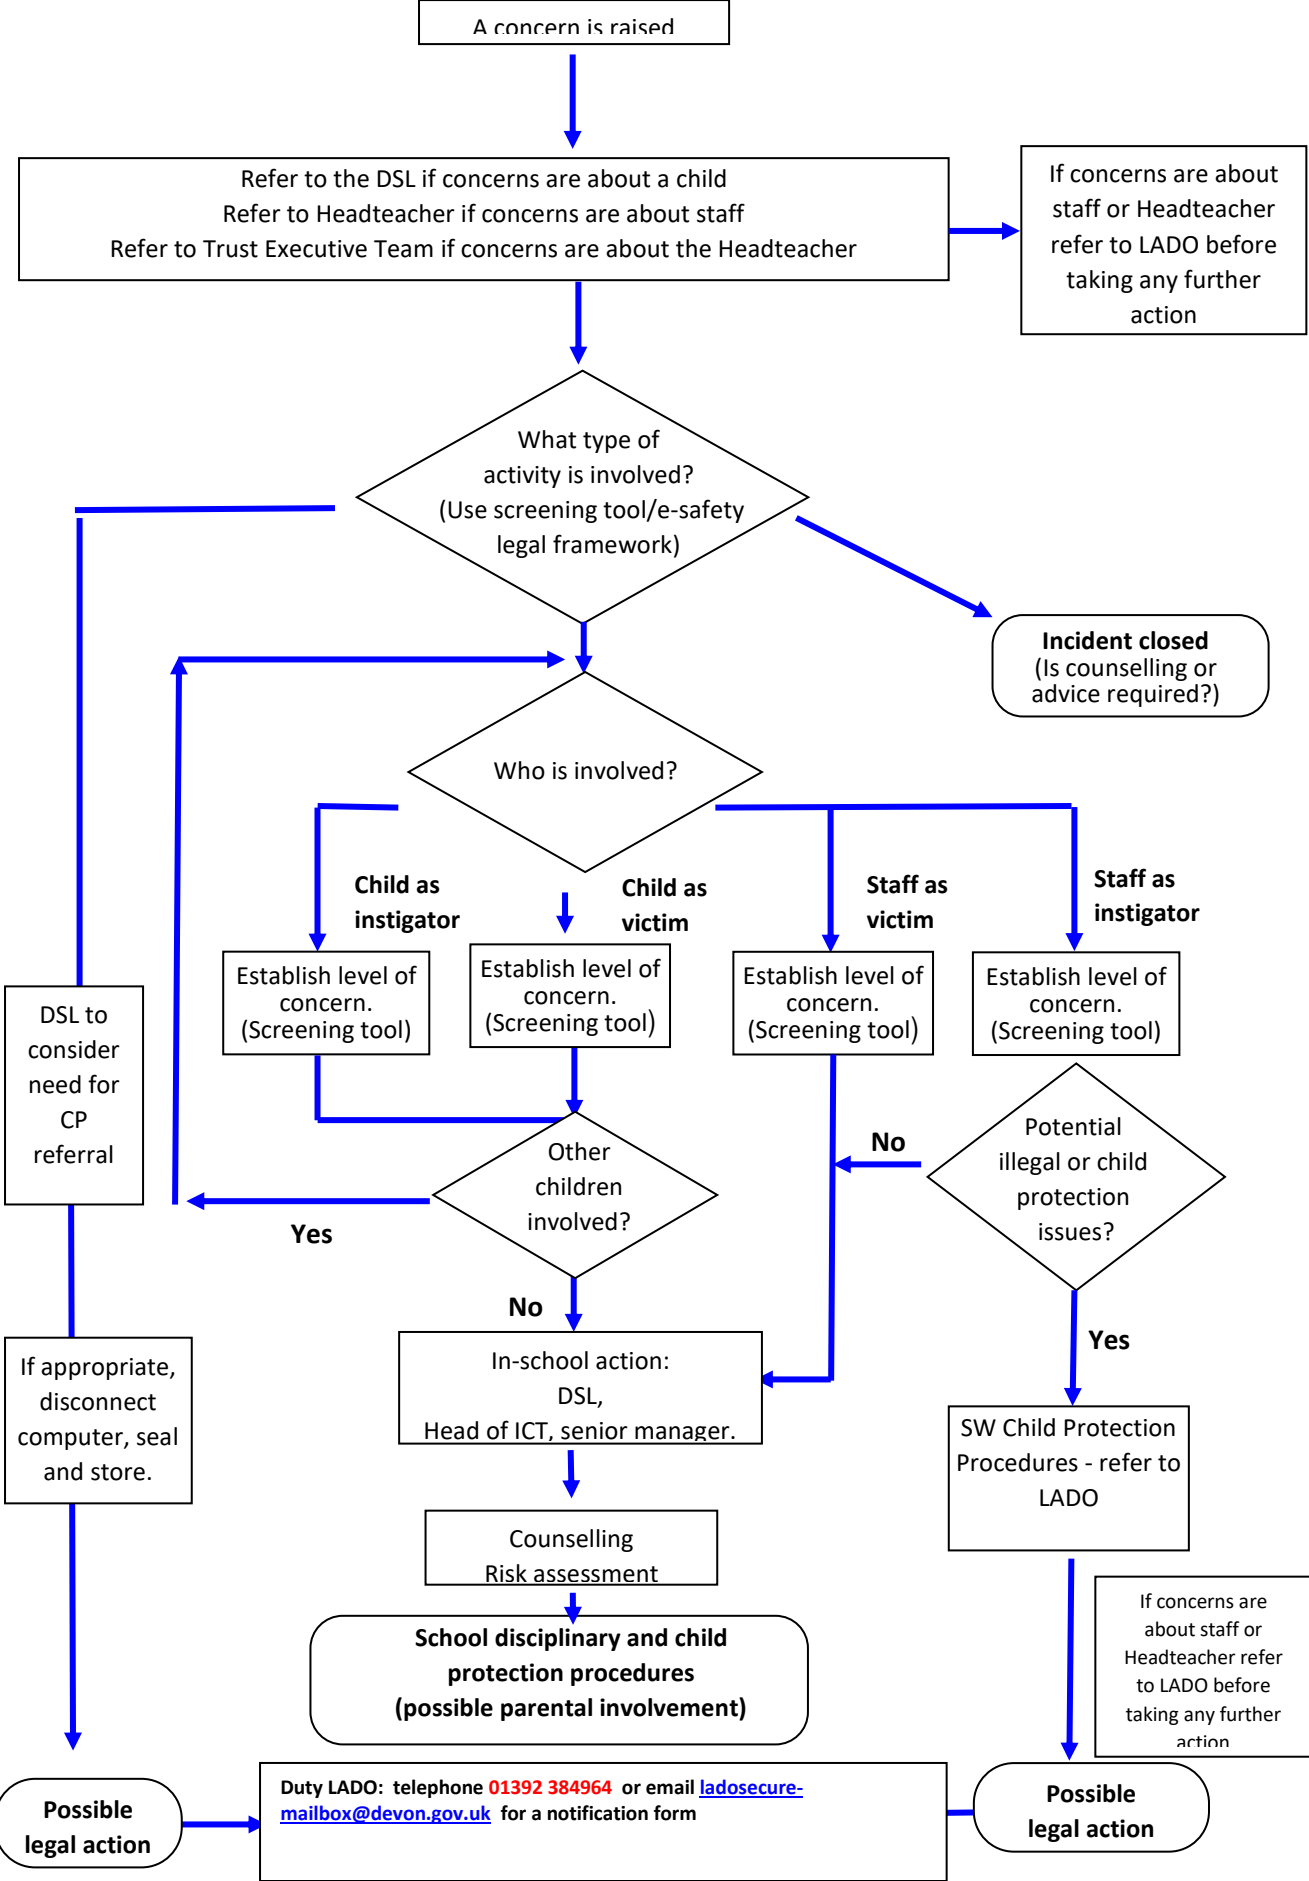 A concern is raised
Refer to the DSL if concerns are about a child
Refer to Headteacher if concerns are about staff
Refer to Trust Executive Team if concerns are about the Headteacher
If concerns are about
staff or Headteacher
refer to LADO before
taking any further
action
What type of
activity is involved?
(Use screening tool/e-safety
legal framework)
Incident closed
(Is counselling or
advice required?)
Who is involved?
Child as
instigator
Child as
victim
Staff as
victim
Staff as
instigator
Establish level of
concern.
(Screening tool)
Establish level of
concern.
(Screening tool)
Establish level of
concern.
(Screening tool)
Establish level of
concern.
(Screening tool)
DSL to
consider
need for
CP
referral
Other
children
involved?
Yes
No
Potential
illegal or child
protection
issues?
No
Yes
If appropriate,
disconnect
computer, seal
and store.
In-school action:
DSL,
Head of ICT, senior manager.
SW Child Protection
Procedures - refer to
LADO
Counselling
Risk assessment
School disciplinary and child
protection procedures
(possible parental involvement)
If concerns are
about staff or
Headteacher refer
to LADO before
taking any further
action
Possible
legal action
Duty LADO: telephone 01392 384964 or email ladosecure-
mailbox@devon.gov.uk for a notification form
Possible
legal action